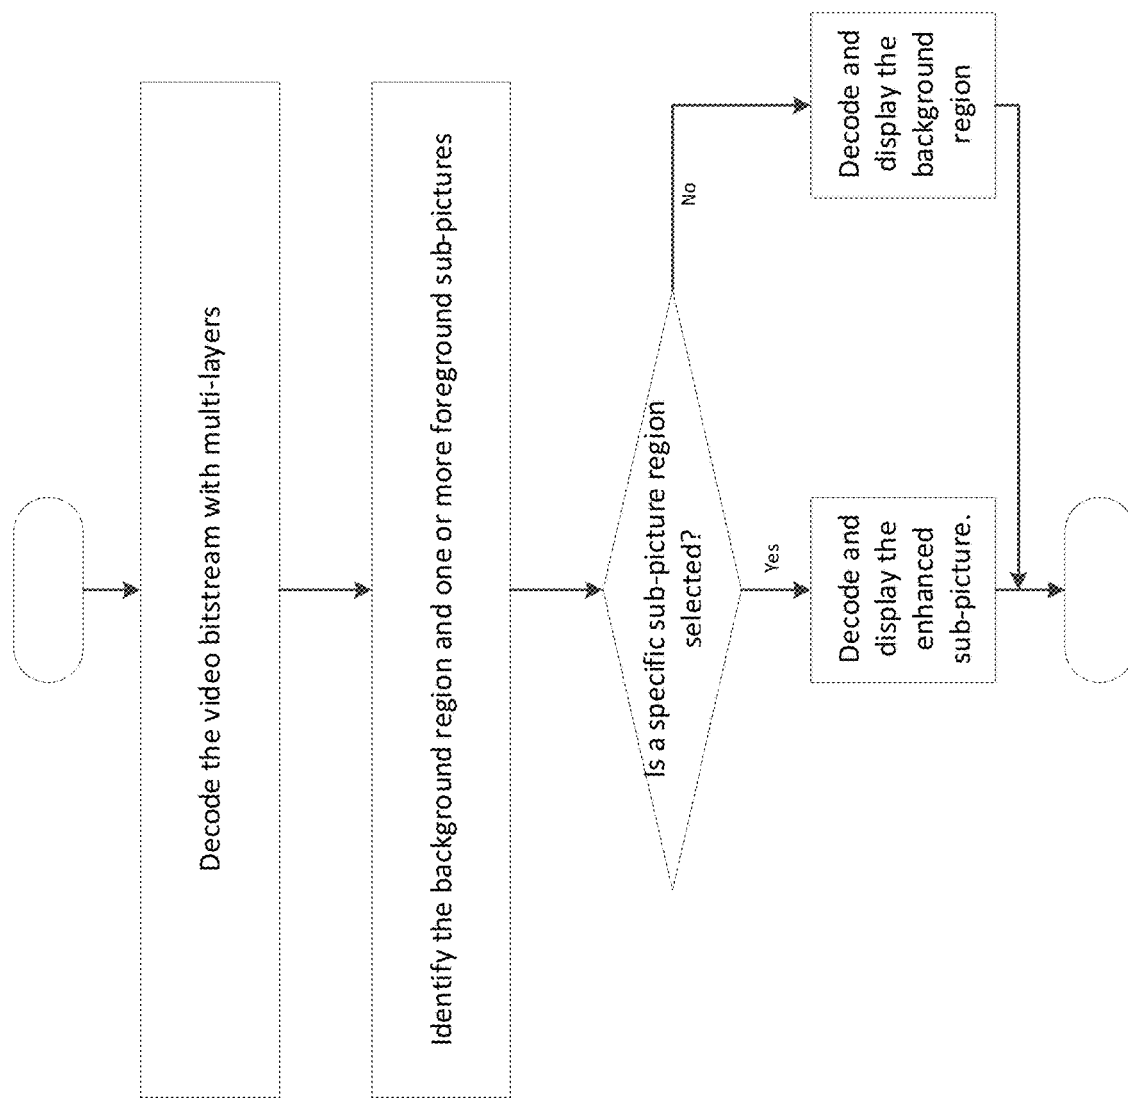 Decode the video bitstream with multi-layers
Identify the background region and one or more foreground sub-pictures
Is a specific sub-picture region
selected?
Yes
No
Decode and
display the
enhanced
sub-picture.
Decode and
display the
background
region